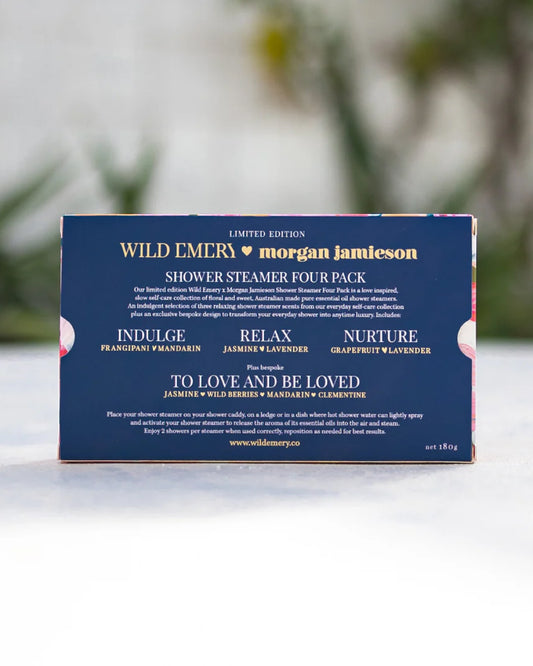 LIMITED EDITION
WILD EMERY ♥ morgan jamieson
SHOWER STEAMER FOUR PACK
Our limited edition Wild Emery x Morgan Jamieson Shower Steamer Four Pack is a love inspired,
slow self-care collection of floral and sweet, Australian made pure essential oil shower steamers.
An indulgent selection of three relaxing shower steamer scents from our everyday self-care collection
plus an exclusive bespoke design to transform your everyday shower into anytime luxury. Includes:
INDULGE RELAX NURTURE
FRANGIPANI ♥ MANDARIN JASMINE ♥ LAVENDER GRAPEFRUIT ♥ LAVENDER
Plus bespoke
TO LOVE AND BE LOVED
JASMINE ♥ WILD BERRIES ♥ MANDARIN ♥ CLEMENTINE
Place your shower steamer on your shower caddy, on a ledge or in a dish where hot shower water can lightly spray
and activate your shower steamer to release the aroma of its essential oils into the air and steam.
Enjoy 2 showers per steamer when used correctly, reposition as needed for best results.
www.wildemery.co
net 180g